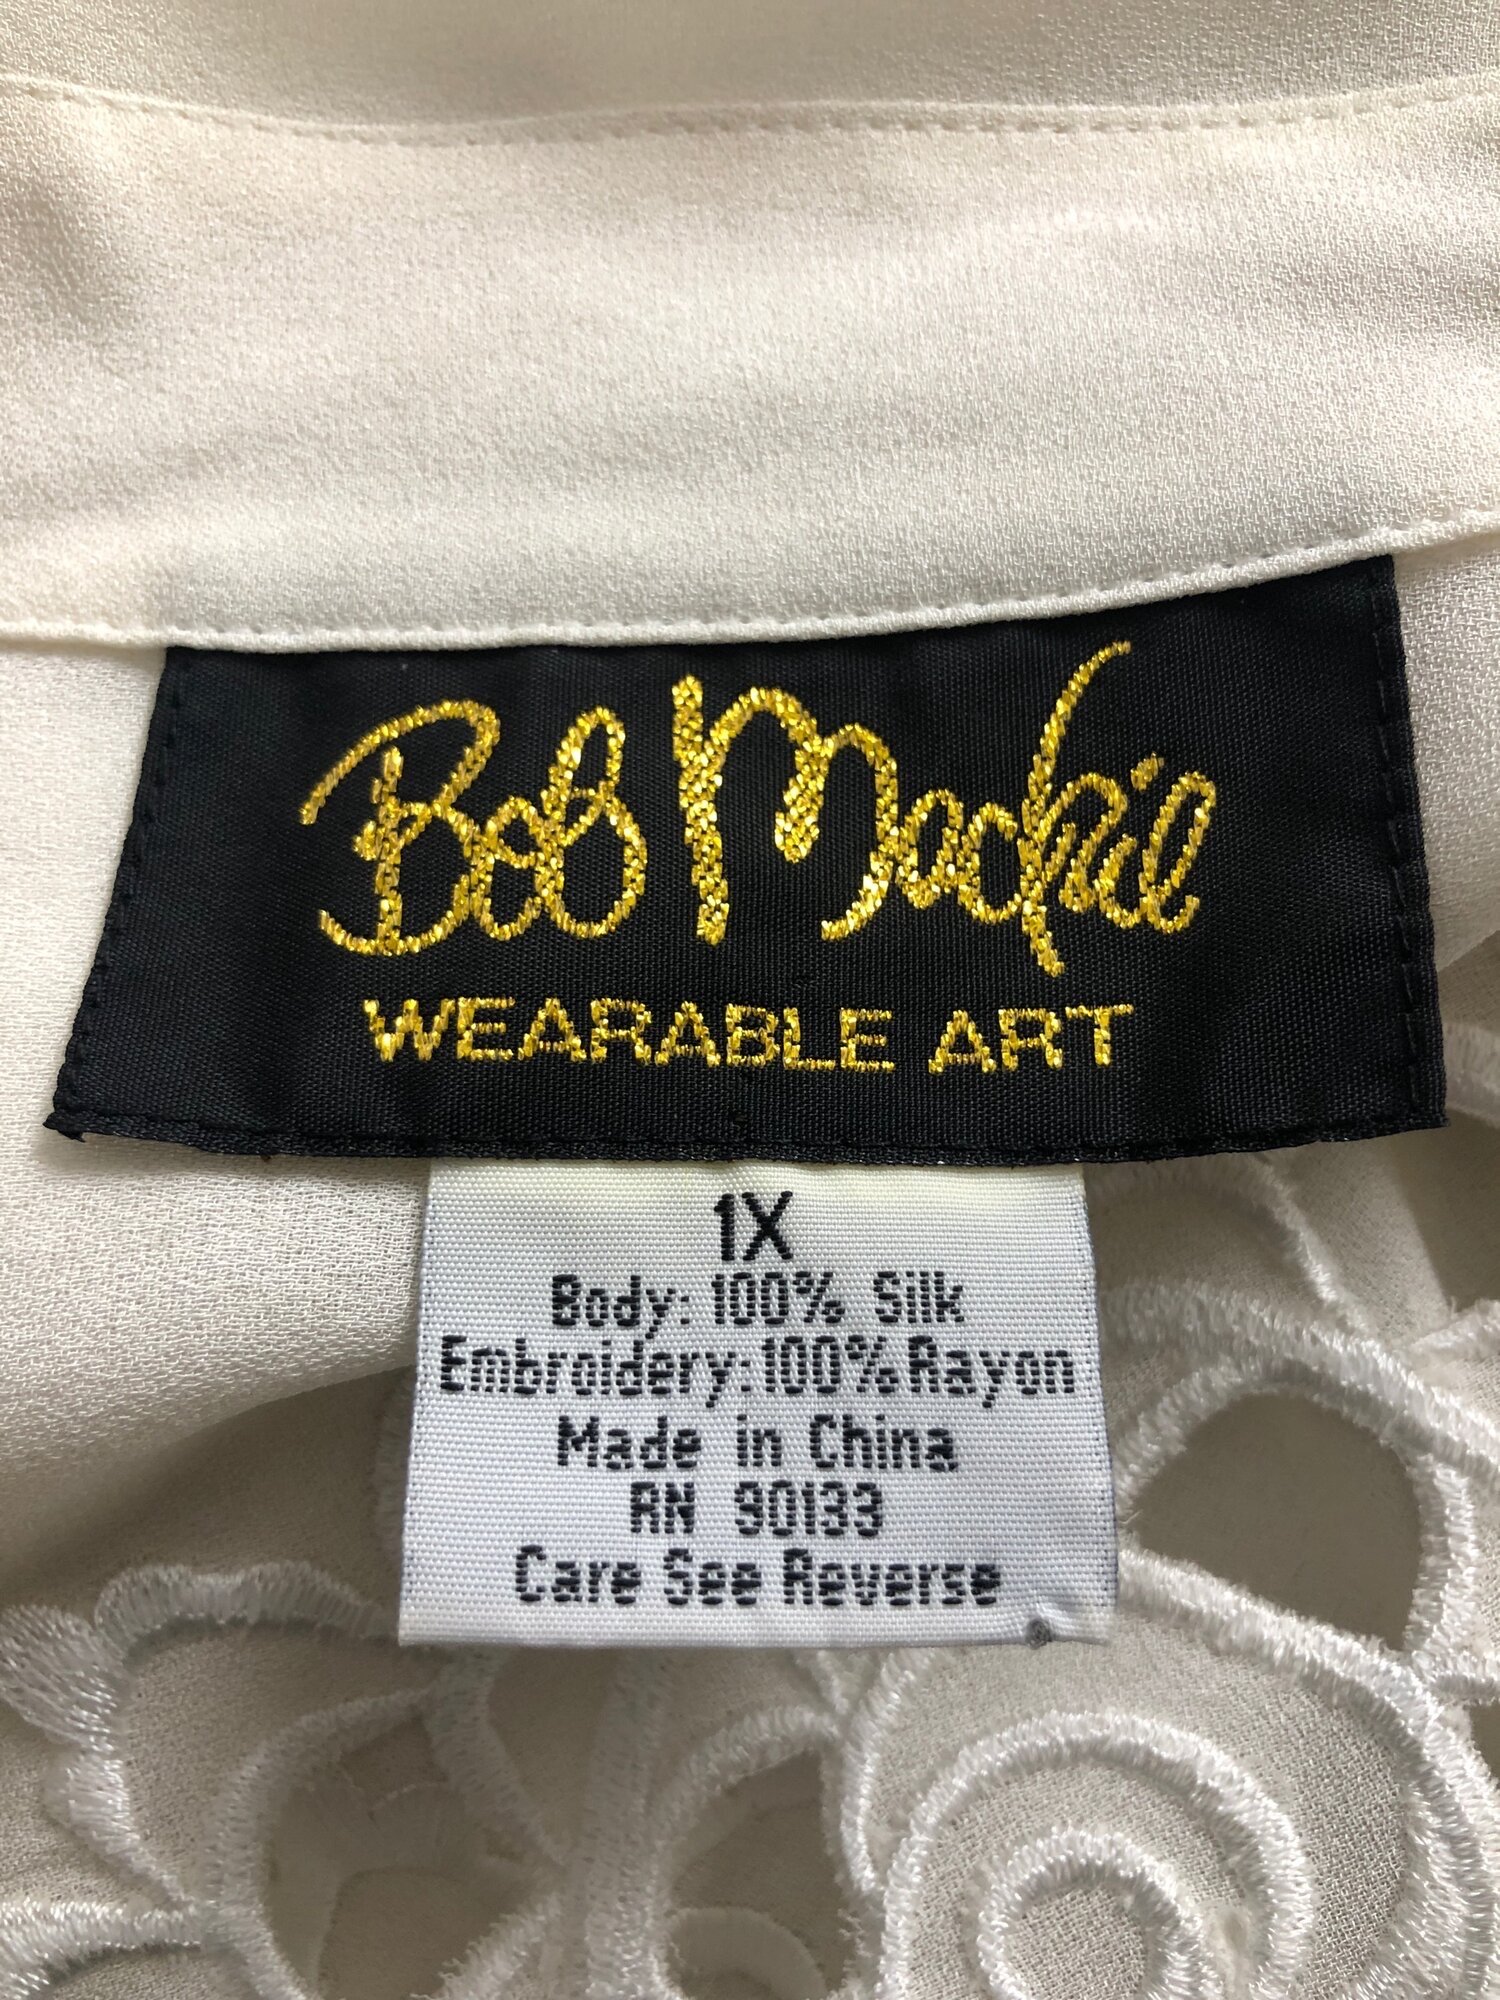 Bob Mackie
WEARABLE ART
1X
Body: 100% Silk
Embroidery: 100% Rayon
Made in China
RN 90133
Care See Reverse